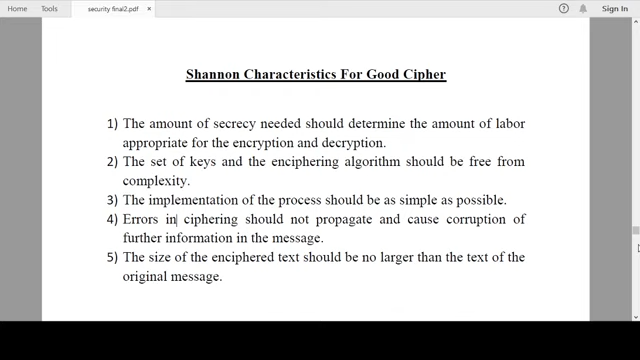 Home Tools security final2.pdf × ? Sign In
Shannon Characteristics For Good Cipher
1) The amount of secrecy needed should determine the amount of labor
appropriate for the encryption and decryption.
2) The set of keys and the enciphering algorithm should be free from
complexity.
3) The implementation of the process should be as simple as possible.
4) Errors in ciphering should not propagate and cause corruption of
further information in the message.
5) The size of the enciphered text should be no larger than the text of the
original message.